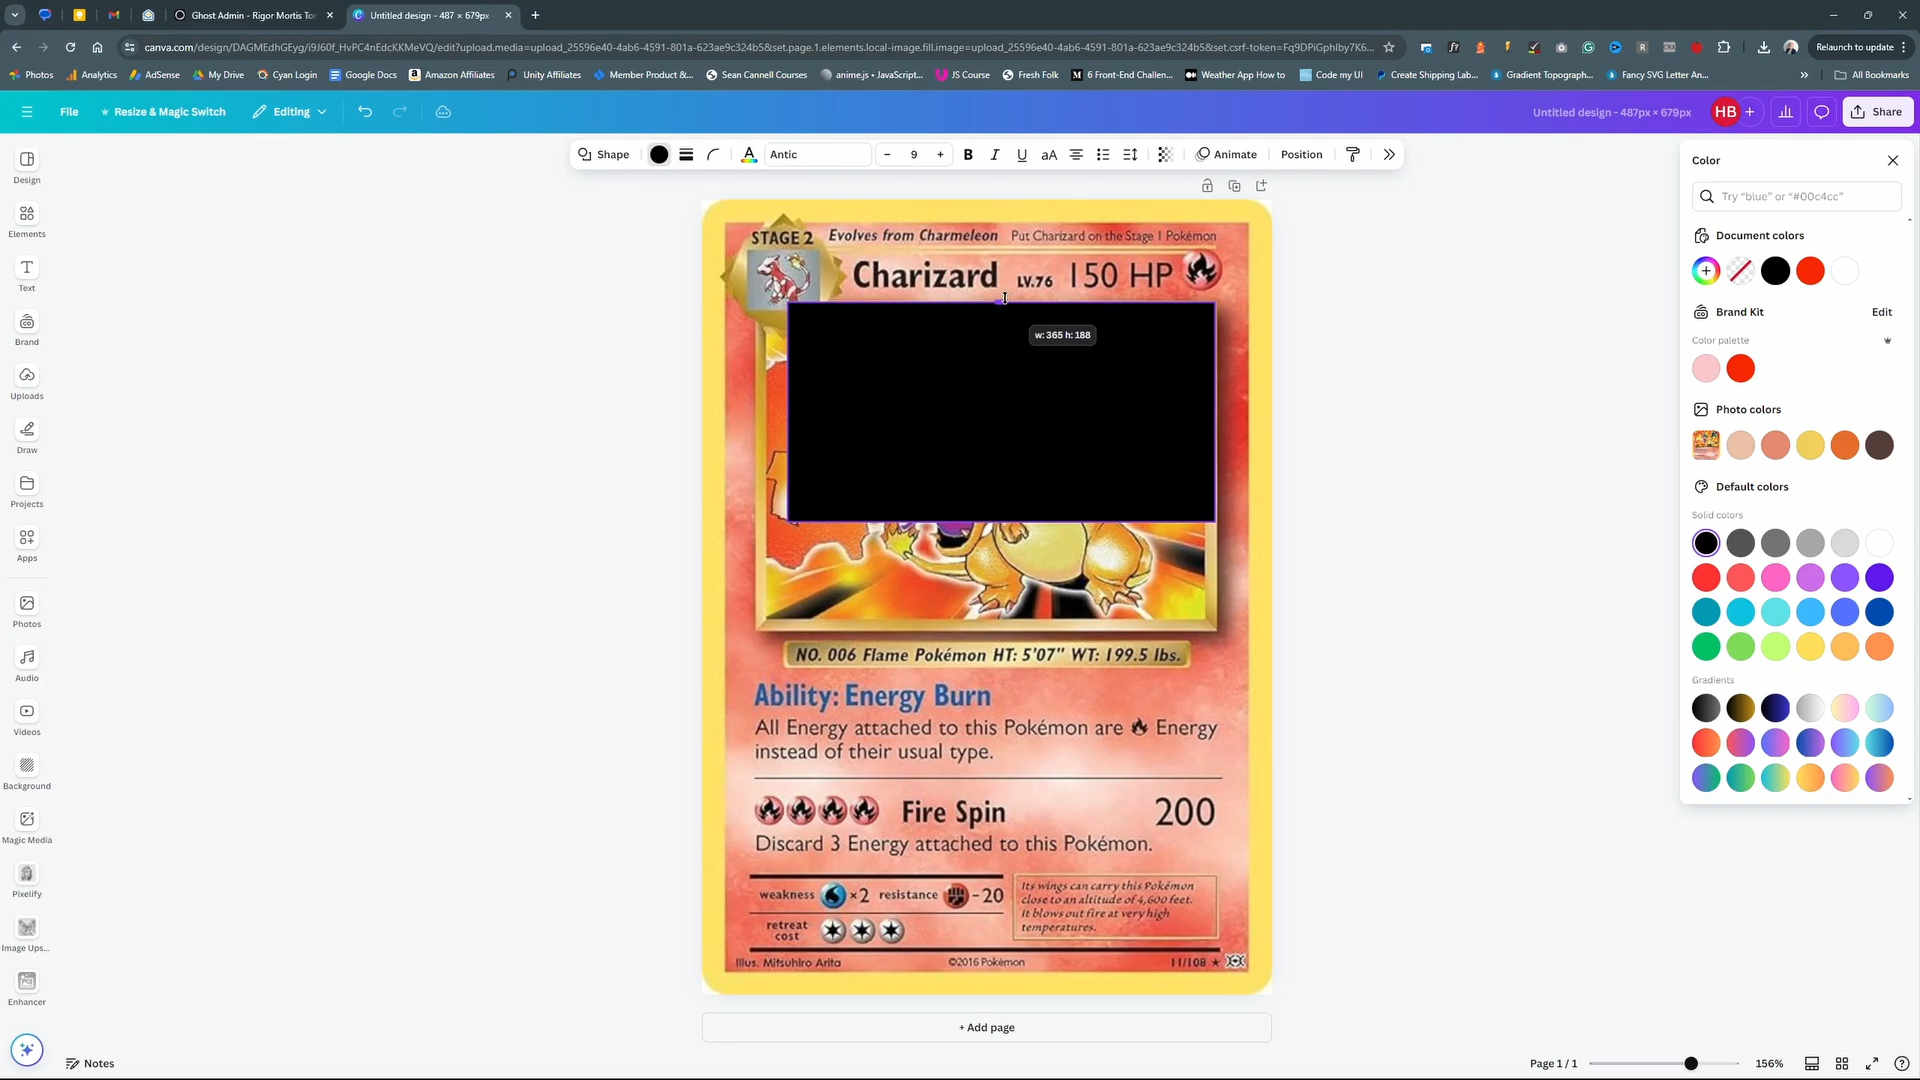 Ghost Admin - Rigor Mortis Tor
Untitled design - 487 × 679px
canva.com/design/DAGMEdhGEyg/i9J60f_HvPC4nEdcKKMeVQ/edit?upload.media=upload_25596e40-4ab6-4591-801a-623ae9c324b5&set.page.1.elements.local-image.fill.image=upload_25596e40-4ab6-4591-801a-623ae9c324b5&set.csrf-token=Fq9DPiGphIby7K6...
Relaunch to update
Photos
Analytics
AdSense
My Drive
Cyan Login
Google Docs
Amazon Affiliates
Unity Affiliates
Member Product &...
Sean Cannell Courses
anime.js • JavaScript...
JS Course
Fresh Folk
6 Front-End Challen...
Weather App How to
Code my UI
Create Shipping Lab...
Gradient Topograph...
Fancy SVG Letter An...
All Bookmarks
File
Resize & Magic Switch
Editing
Untitled design - 487px × 679px
HB
Share
Shape
Antic
9
B
I
U
aA
Animate
Position
Design
Elements
Text
Brand
Uploads
Draw
Projects
Apps
Photos
Audio
Videos
Background
Magic Media
Pixelify
Image Ups...
Enhancer
STAGE 2
Evolves from Charmeleon
Put Charizard on the Stage 1 Pokémon
Charizard LV.76 150 HP
w: 365 h: 188
NO. 006 Flame Pokémon HT: 5'07" WT: 199.5 lbs.
Ability: Energy Burn
All Energy attached to this Pokémon are Energy
instead of their usual type.
Fire Spin 200
Discard 3 Energy attached to this Pokémon.
weakness ×2 resistance -20
retreat
cost
Its wings can carry this Pokémon
close to an altitude of 4,600 feet.
It blows out fire at very high
temperatures.
Illus. Mitsuhiro Arita
©2016 Pokémon
11/108 ★
+ Add page
Notes
Page 1 / 1
156%
Color
Try "blue" or "#00c4cc"
Document colors
Brand Kit
Edit
Color palette
Photo colors
Default colors
Solid colors
Gradients